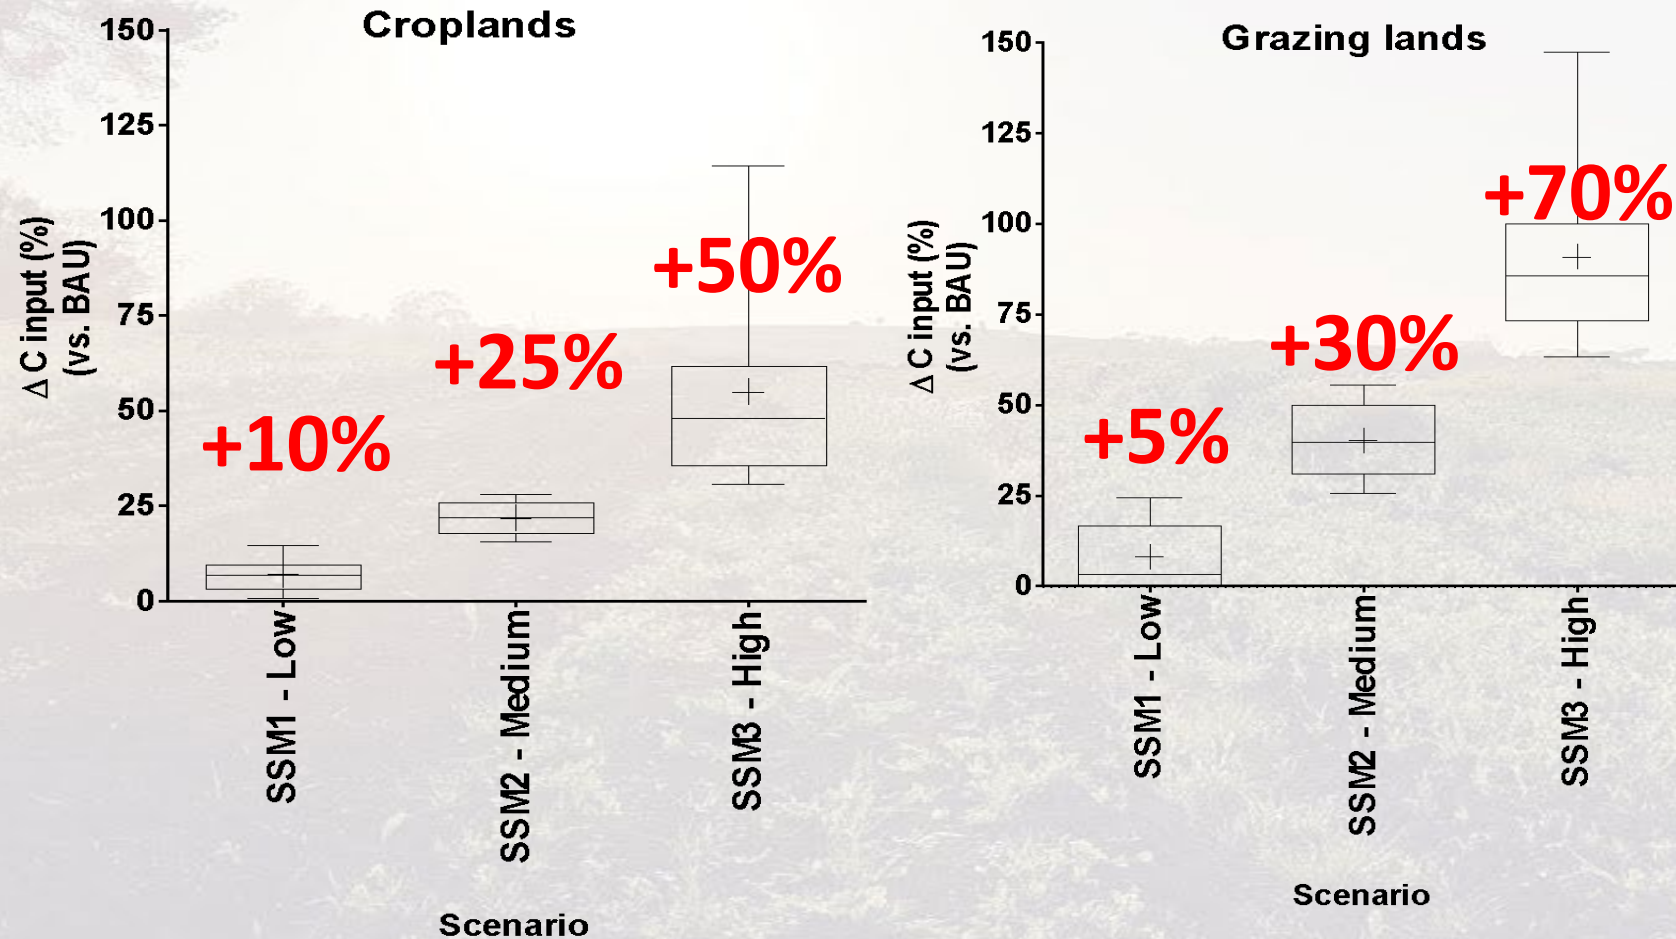 Croplands
150
125
100
75
50
25
0
Δ C input (%)
(vs. BAU)
+10%
+25%
+50%
SSM1 - Low
SSM2 - Medium
SSM3 - High
Scenario
Grazing lands
150
125
100
75
50
25
0
Δ C input (%)
(vs. BAU)
+5%
+30%
+70%
SSM1 - Low
SSM2 - Medium
SSM3 - High
Scenario